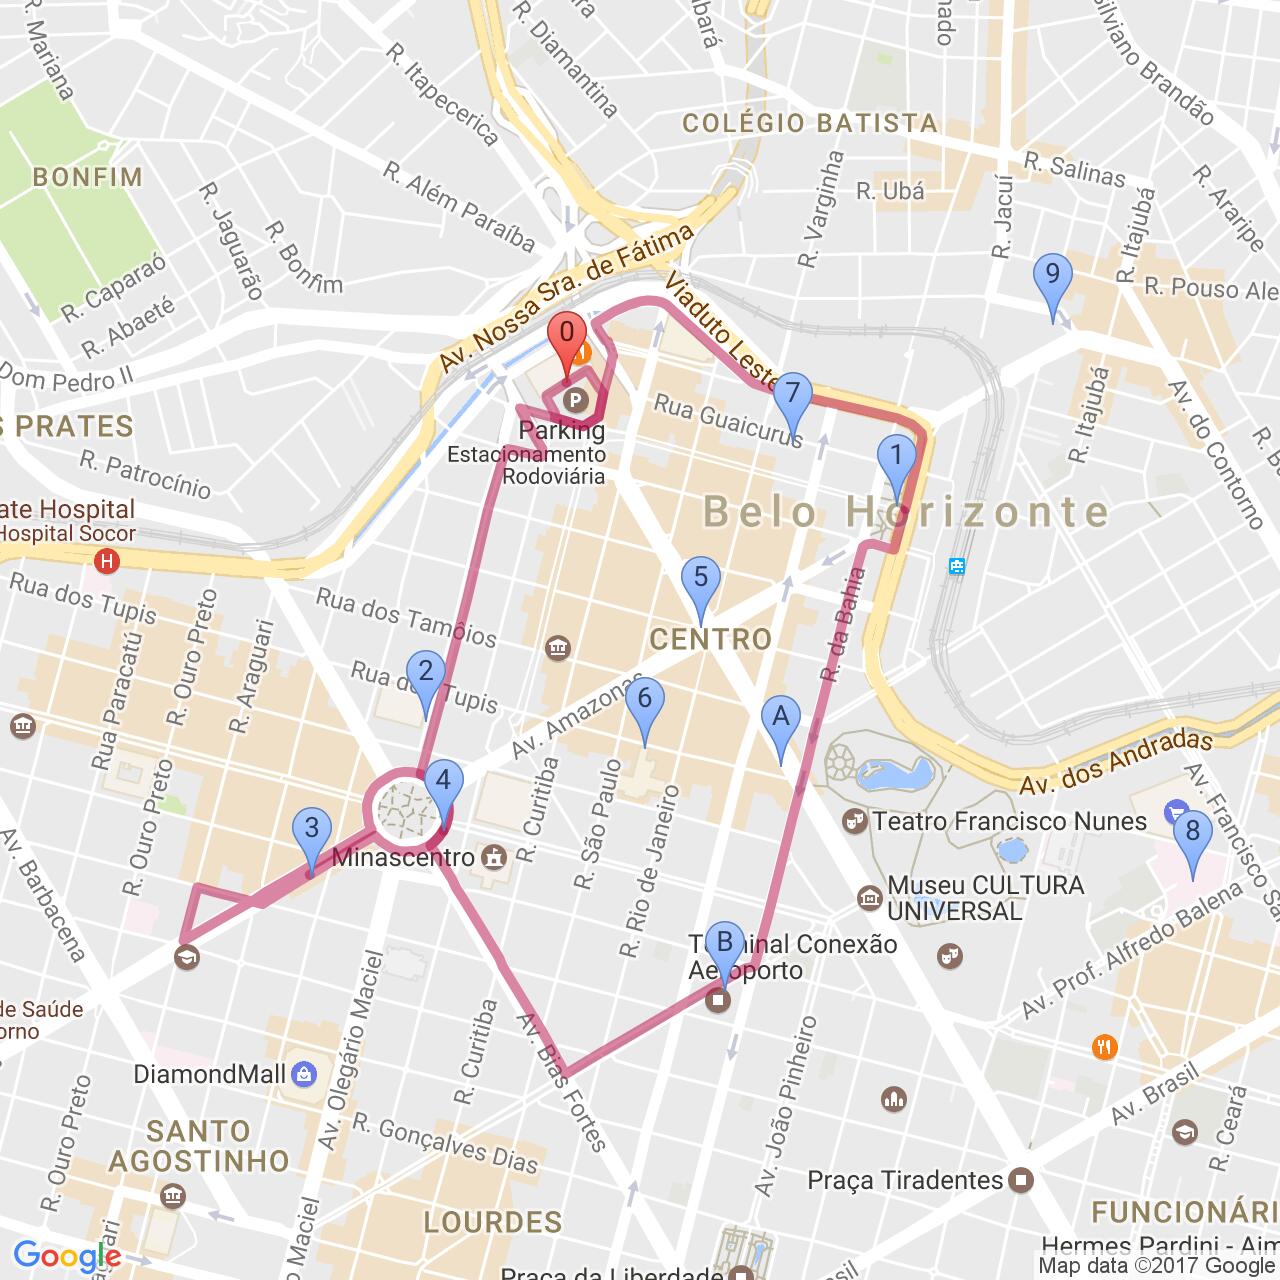 R. Mariana
R. Diamantina
R. Itapecerica
Silviano Brandão
COLÉGIO BATISTA
BONFIM
R. Além Paraíba
R. Jaguarão
R. Bonfim
R. Varginha
R. Ubá
R. Salinas
R. Jacuí
R. Itajubá
R. Araripe
Av. Nossa Sra. de Fátima
Viaduto Leste
R. Caparaó
R. Abaeté
9
R. Pouso Ale
0
Dom Pedro II
7
Rua Guaicurus
R. Itajubá
Av. do Contorno
S PRATES
P
Parking
Estacionamento
Rodoviária
R. Patrocínio
1
Belo Horizonte
ate Hospital
Hospital Socor
H
Rua dos Tupis
R. Ouro Preto
Rua dos Tamôios
5
CENTRO
R. da Bahia
Rua Paracatú
R. Araguari
2
Tupis
6
A
Av. Amazonas
Av. dos Andradas
Av. Francisco Sa
4
R. Curitiba
R. São Paulo
R. Rio de Janeiro
Teatro Francisco Nunes
8
3
Minascentro
R. Ouro Preto
Av. Barbacena
Museu CULTURA
UNIVERSAL
Av. Prof. Alfredo Balena
B
Conexão
Aeroporto
de Saúde
orno
Av. Olegário Maciel
R. Curitiba
Av. Bias Fortes
Av. João Pinheiro
DiamondMall
Av. Brasil
R. Ceará
R. Ouro Preto
SANTO
AGOSTINHO
R. Gonçalves Dias
Praça Tiradentes
LOURDES
FUNCIONÁRI
Maciel
Google
Praça da Liberdade
Hermes Pardini - Aim
Map data ©2017 Google